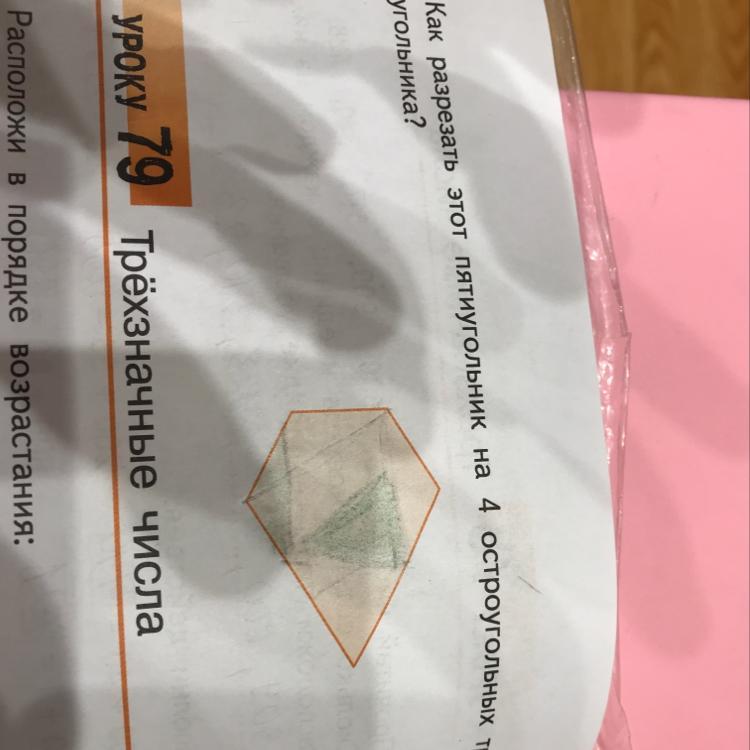 Как разрезать этот пятиугольник на 4 остроугольных
угольника?
уроку 79 Трёхзначные числа
Расположи в порядке возрастания: